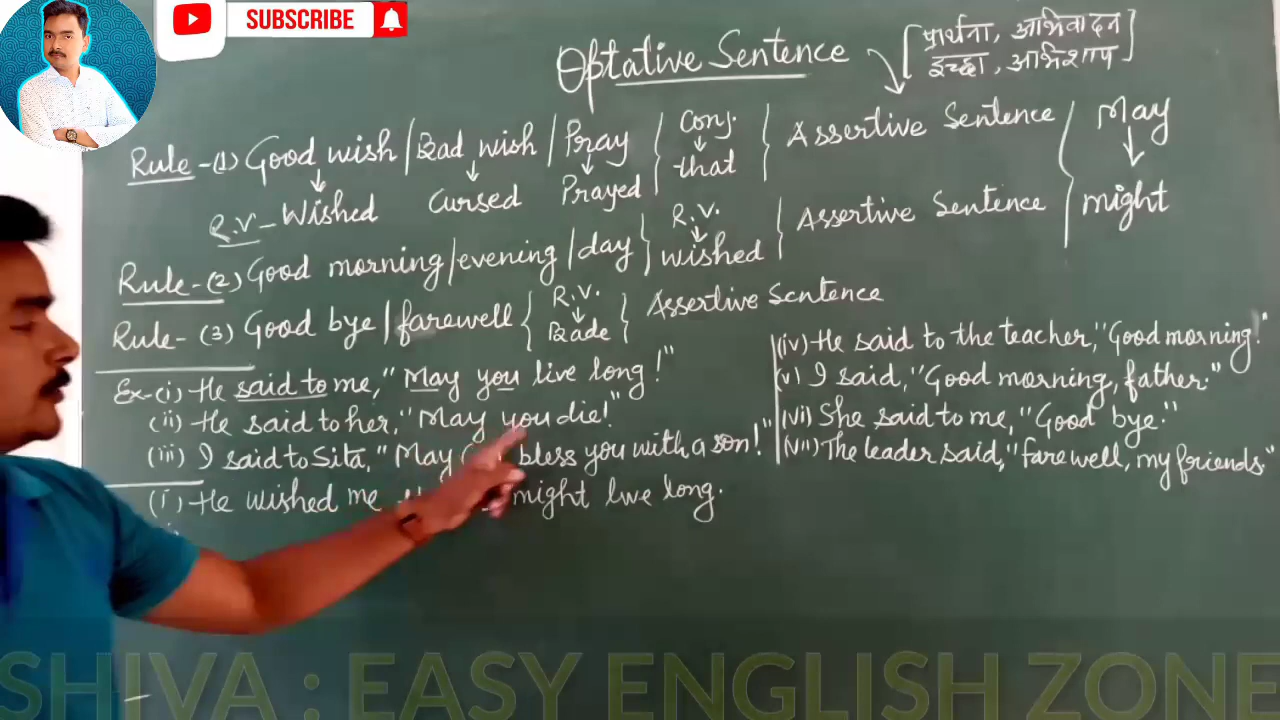 SUBSCRIBE
Optative Sentence [प्रार्थना, अभिवादन
इच्छा, अभिशाप]
Rule-(1) Good wish / Bad wish / Pray { Conj. } Assertive Sentence { May
R.V- Wished Cursed Prayed that might
Rule-(2) Good morning/evening/day } R.V. wished } Assertive Sentence
Rule-(3) Good bye/farewell { R.V. Bade } Assertive Sentence
Ex-(i) He said to me, "May you live long!"
(ii) He said to her, "May you die!"
(iii) I said to Sita, "May bless you with a son!"
(i) He wished me might live long.
(iv) He said to the teacher, "Good morning!"
(v) I said, "Good morning, father."
(vi) She said to me, "Good bye."
(vii) The leader said, "farewell, my friends."
SHIVA : EASY ENGLISH ZONE